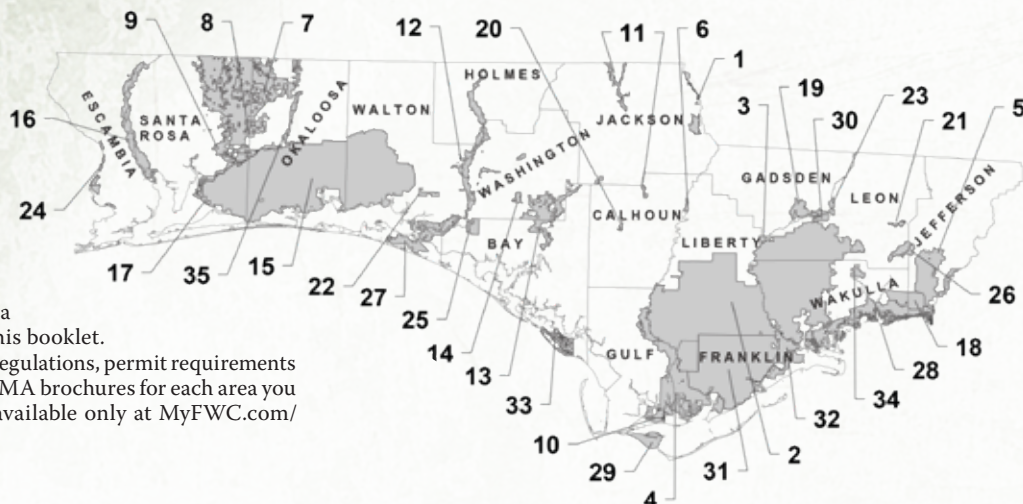 9
8
7
12
20
11
6
1
19
23
3
30
21
5
HOLMES
WALTON
OKALOOSA
ESCAMBIA
SANTA
ROSA
JACKSON
WASHINGTON
GADSDEN
LEON
JEFFERSON
CALHOUN
BAY
LIBERTY
WAKULLA
GULF
FRANKLIN
16
24
17
35
15
22
27
25
14
13
33
10
29
4
31
2
32
34
28
18
26
a
his booklet.
egulations, permit requirements
MA brochures for each area you
vailable only at MyFWC.com/